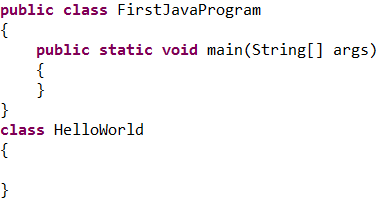 public class FirstJavaProgram
{
    public static void main(String[] args)
    {
    }
}
class HelloWorld
{

}